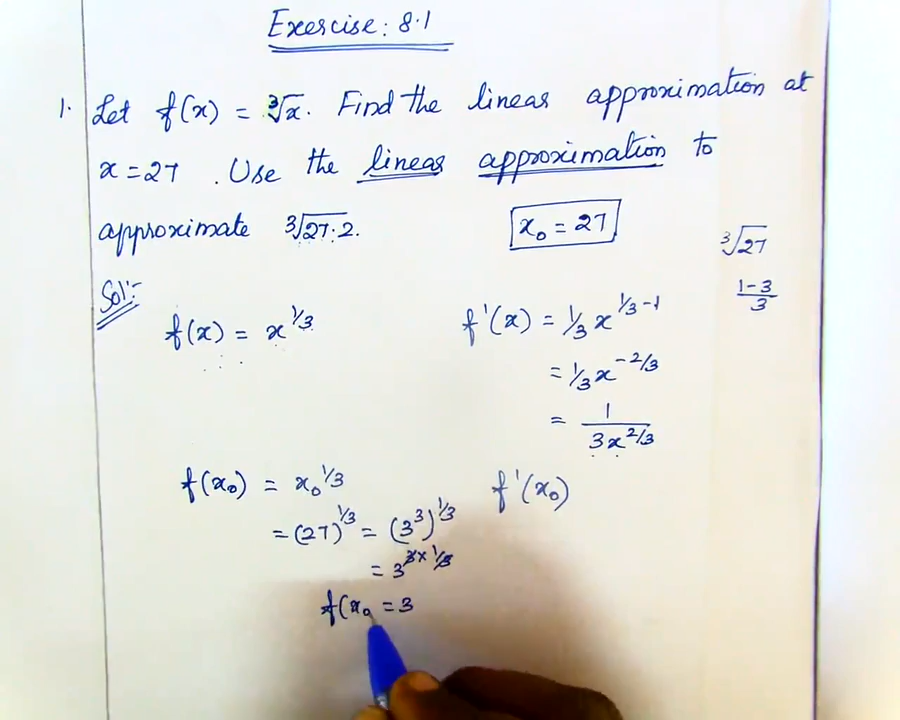 Exercise: 8.1
1. Let f(x) = ∛x. Find the linear approximation at
x = 27. Use the linear approximation to
approximate ∛27.2.
x₀ = 27
∛27
1-3
3
Sol:-
f(x) = x^1/3
f'(x) = 1/3 x^1/3-1
= 1/3 x^-2/3
= 1
3x^2/3
f(x₀) = x₀^1/3
f'(x₀)
= (27)^1/3 = (3³)^1/3
= 3^3×1/3
f(x₀ = 3